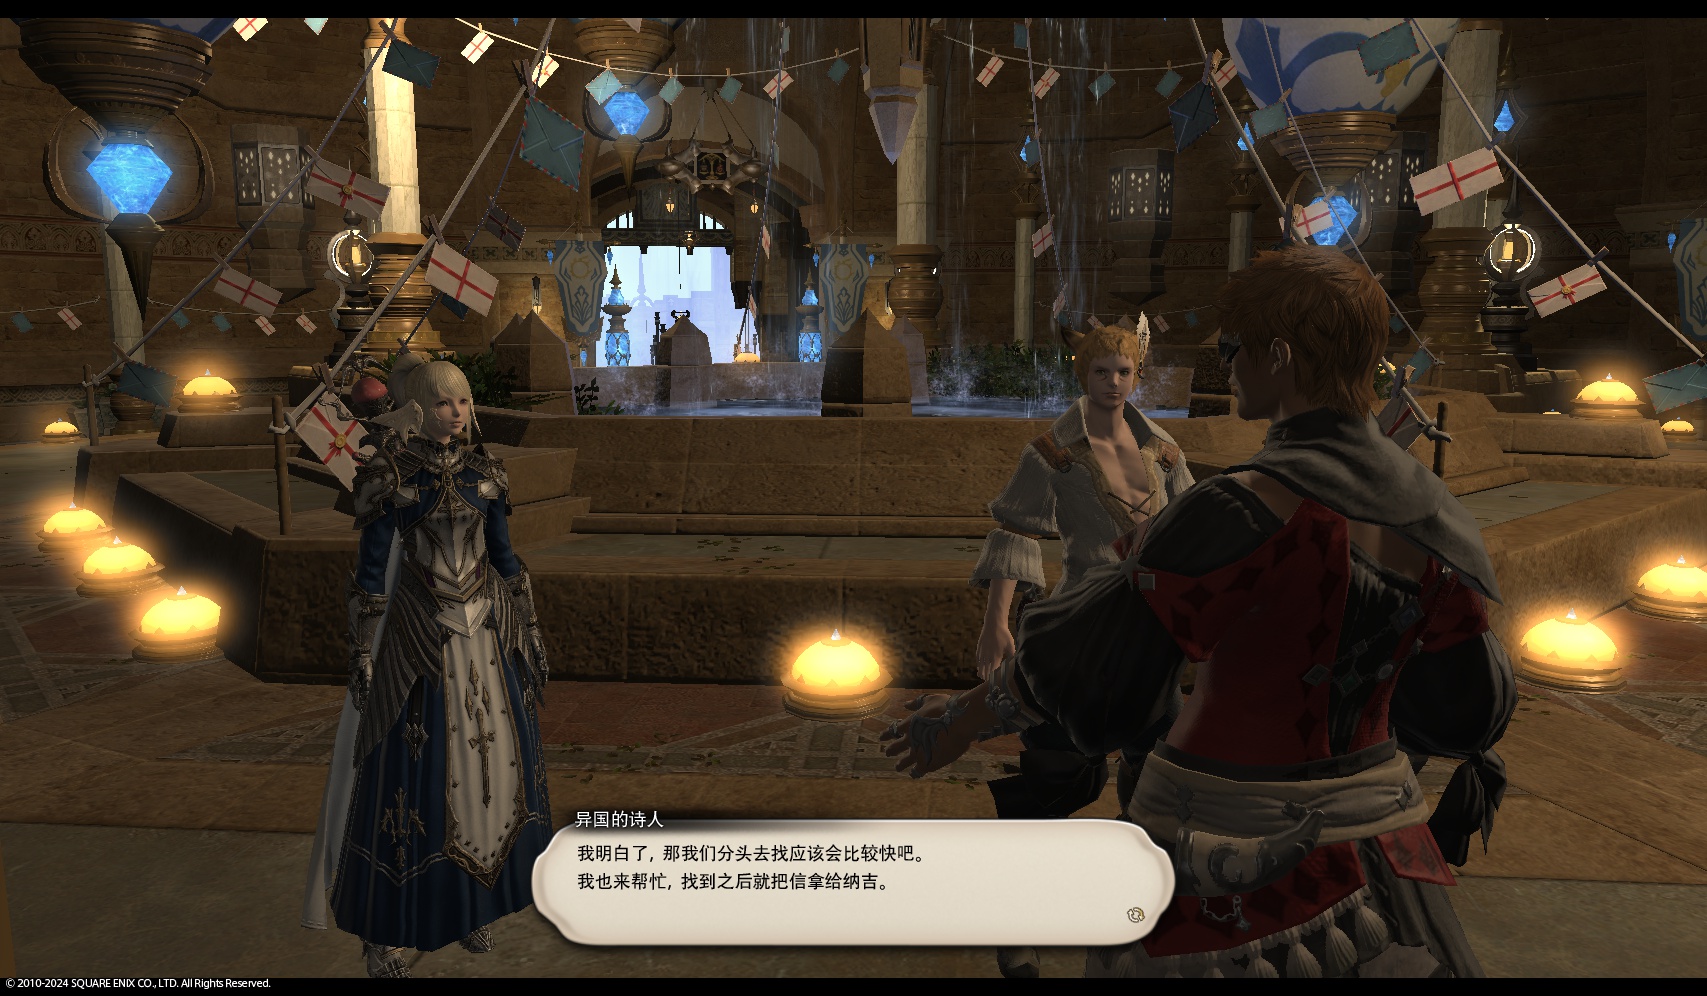 异国的诗人
我明白了，那我们分头去找应该会比较快吧。
我也来帮忙，找到之后就把信拿给纳吉。
© 2010-2024 SQUARE ENIX CO., LTD. All Rights Reserved.